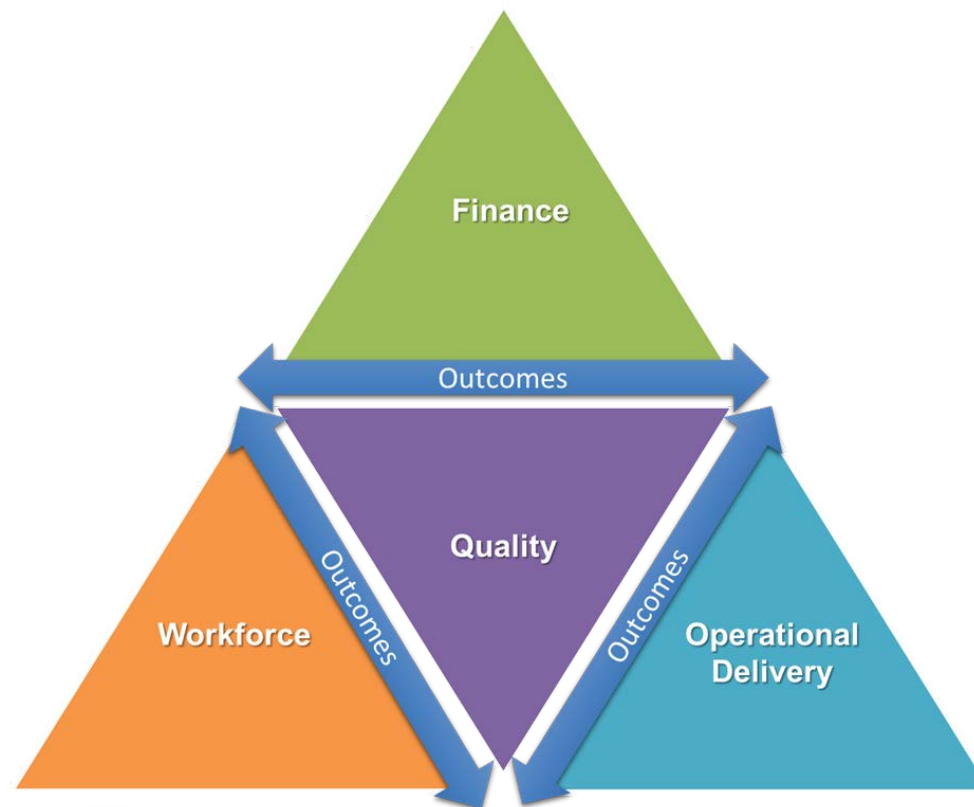 Finance
Outcomes
Quality
Outcomes
Outcomes
Workforce
Operational
Delivery